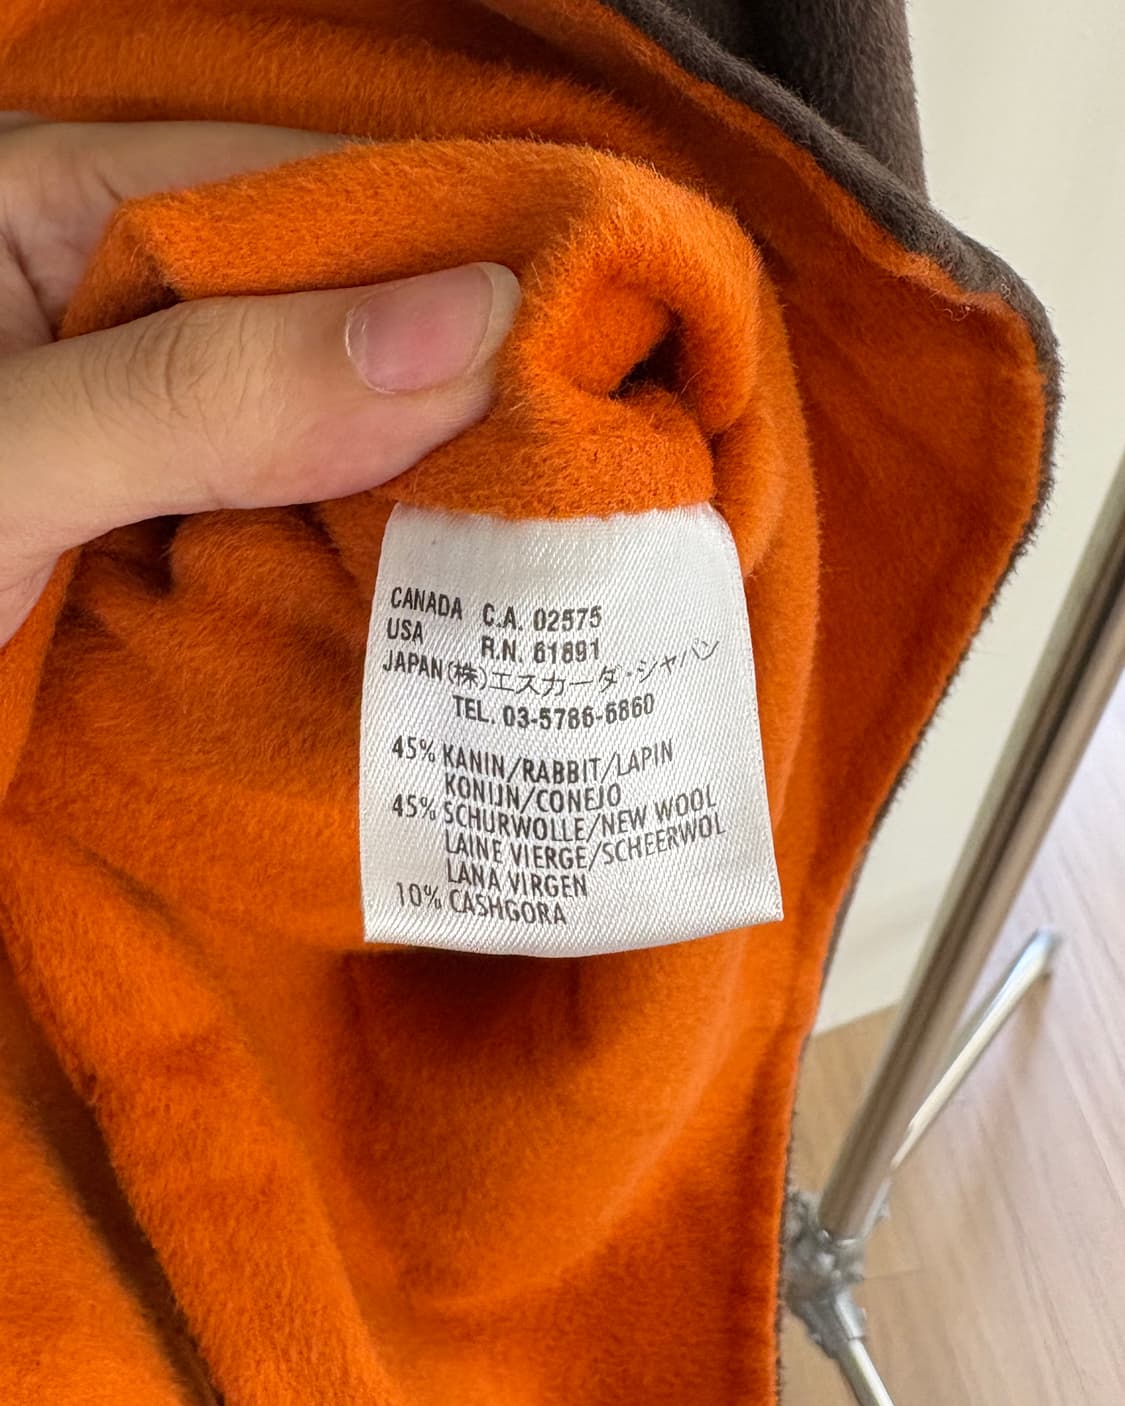 CANADA C.A. 02575
USA R.N. 61891
JAPAN (株)エスカーダ・ジャパン
TEL. 03-5786-6860
45% KANIN/RABBIT/LAPIN
KONIJN/CONEJO
45% SCHURWOLLE/NEW WOOL
LAINE VIERGE/SCHEERWOL
LANA VIRGEN
10% CASHGORA